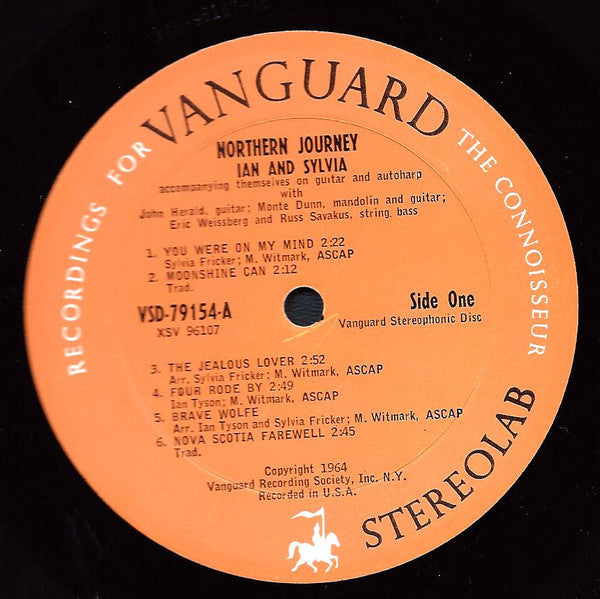 RECORDINGS FOR VANGUARD THE CONNOISSEUR
NORTHERN JOURNEY
IAN AND SYLVIA
accompanying themselves on guitar and autoharp
with
John Herald, guitar; Monte Dunn, mandolin and guitar;
Eric Weissberg and Russ Savakus, string bass
1. YOU WERE ON MY MIND 2:22
Sylvia Fricker; M. Witmark, ASCAP
2. MOONSHINE CAN 2:12
Trad.
VSD-79154-A
XSV 96107
Side One
Vanguard Stereophonic Disc
3. THE JEALOUS LOVER 2:52
Arr. Sylvia Fricker; M. Witmark, ASCAP
4. FOUR RODE BY 2:49
Ian Tyson; M. Witmark, ASCAP
5. BRAVE WOLFE
Arr. Ian Tyson and Sylvia Fricker; M. Witmark, ASCAP
6. NOVA SCOTIA FAREWELL 2:45
Trad.
Copyright 1964
Vanguard Recording Society, Inc. N.Y.
Recorded in U.S.A.
STEREOLAB